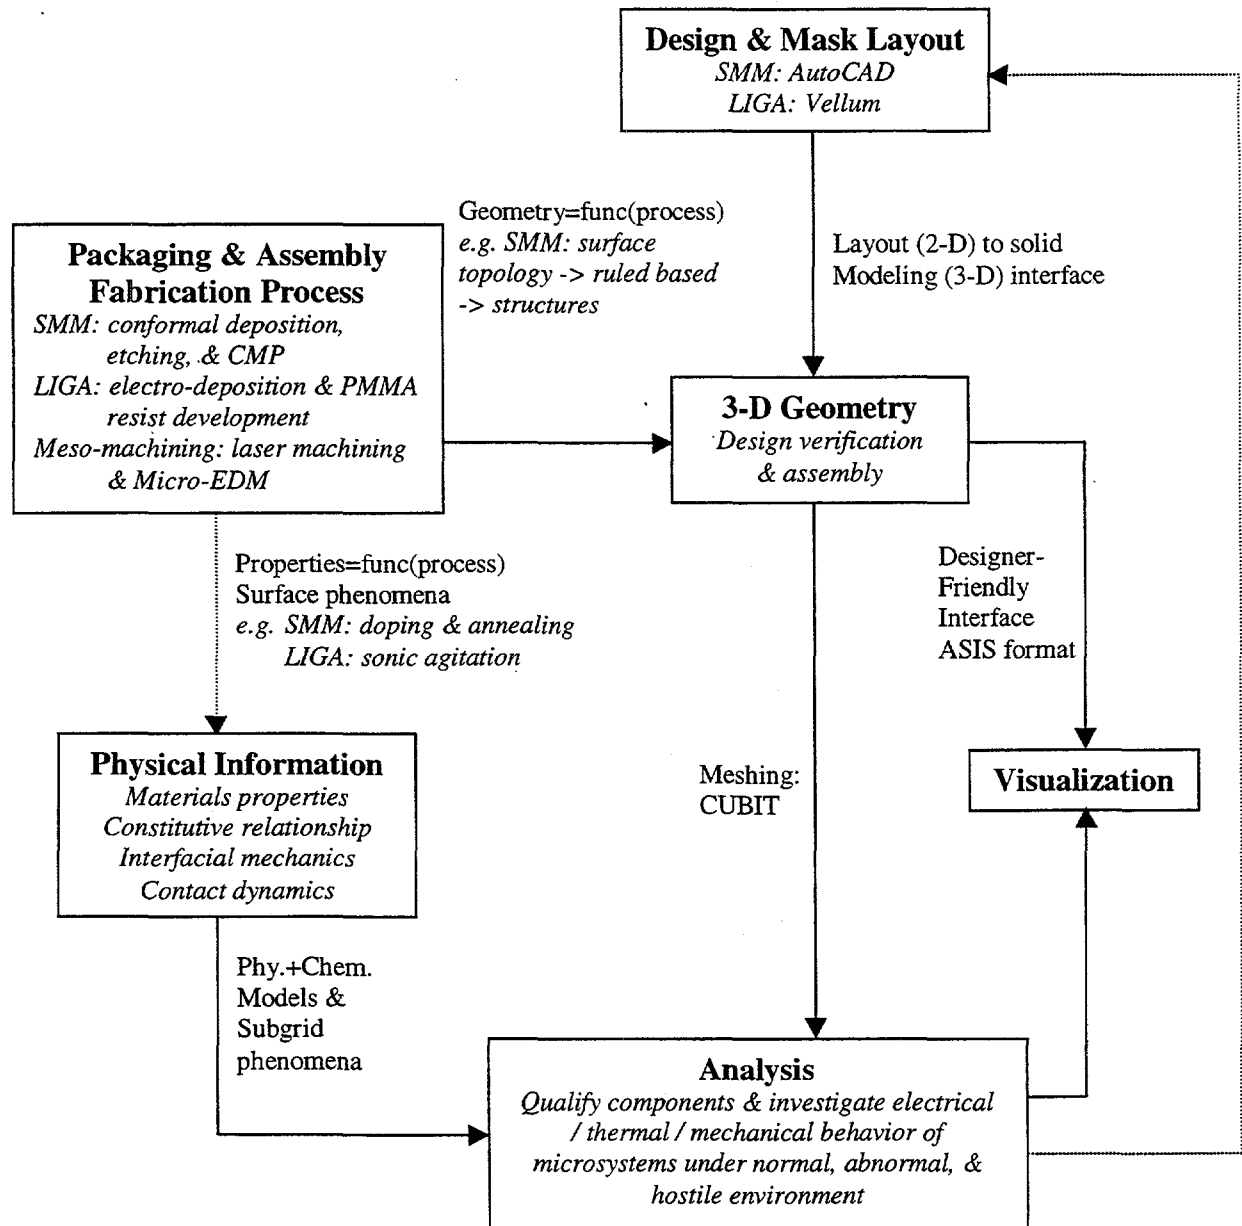 Design & Mask Layout
SMM: AutoCAD
LIGA: Vellum
Geometry=func(process)
e.g. SMM: surface
topology -> ruled based
-> structures
Layout (2-D) to solid
Modeling (3-D) interface
Packaging & Assembly
Fabrication Process
SMM: conformal deposition,
etching, & CMP
LIGA: electro-deposition & PMMA
resist development
Meso-machining: laser machining
& Micro-EDM
3-D Geometry
Design verification
& assembly
Properties=func(process)
Surface phenomena
e.g. SMM: doping & annealing
LIGA: sonic agitation
Designer-
Friendly
Interface
ASIS format
Physical Information
Materials properties
Constitutive relationship
Interfacial mechanics
Contact dynamics
Meshing:
CUBIT
Visualization
Phy.+Chem.
Models &
Subgrid
phenomena
Analysis
Qualify components & investigate electrical
/ thermal / mechanical behavior of
microsystems under normal, abnormal, &
hostile environment